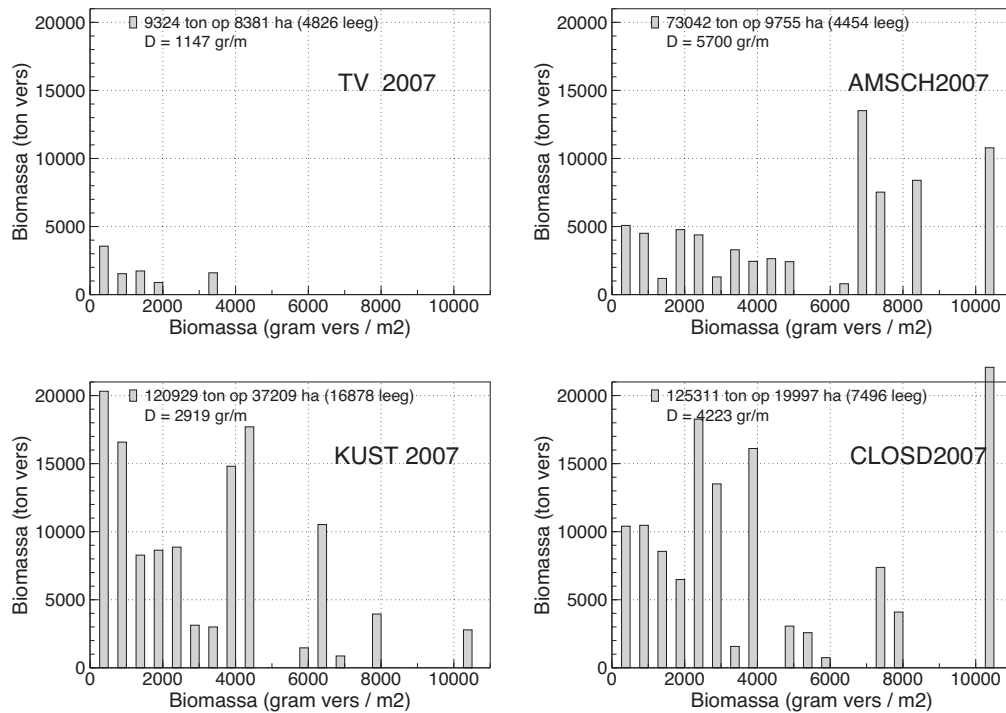 9324 ton op 8381 ha (4826 leeg)
D = 1147 gr/m
TV 2007
Biomassa (ton vers)
20000
15000
10000
5000
0
0 2000 4000 6000 8000 10000
Biomassa (gram vers / m2)
73042 ton op 9755 ha (4454 leeg)
D = 5700 gr/m
AMSCH2007
Biomassa (ton vers)
20000
15000
10000
5000
0
0 2000 4000 6000 8000 10000
Biomassa (gram vers / m2)
120929 ton op 37209 ha (16878 leeg)
D = 2919 gr/m
KUST 2007
Biomassa (ton vers)
20000
15000
10000
5000
0
0 2000 4000 6000 8000 10000
Biomassa (gram vers / m2)
125311 ton op 19997 ha (7496 leeg)
D = 4223 gr/m
CLOSD2007
Biomassa (ton vers)
20000
15000
10000
5000
0
0 2000 4000 6000 8000 10000
Biomassa (gram vers / m2)